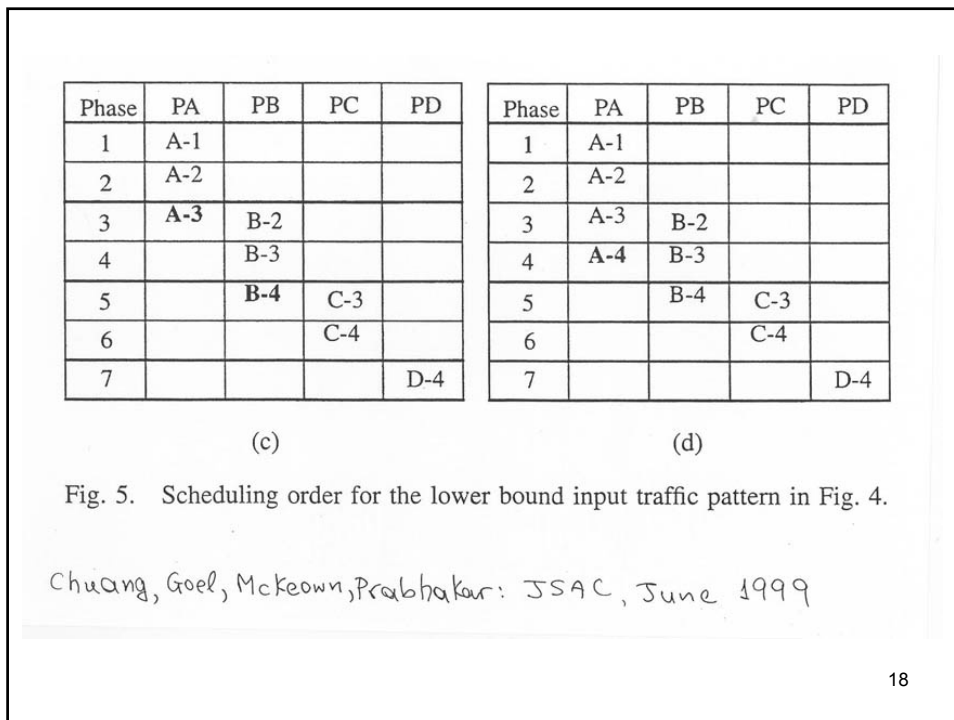 Phase PA PB PC PD
1 A-1
2 A-2
3 A-3 B-2
4 B-3
5 B-4 C-3
6 C-4
7 D-4
(c)
Phase PA PB PC PD
1 A-1
2 A-2
3 A-3 B-2
4 A-4 B-3
5 B-4 C-3
6 C-4
7 D-4
(d)
Fig. 5. Scheduling order for the lower bound input traffic pattern in Fig. 4.
Chuang, Goel, McKeown, Prabhakar: JSAC, June 1999
18